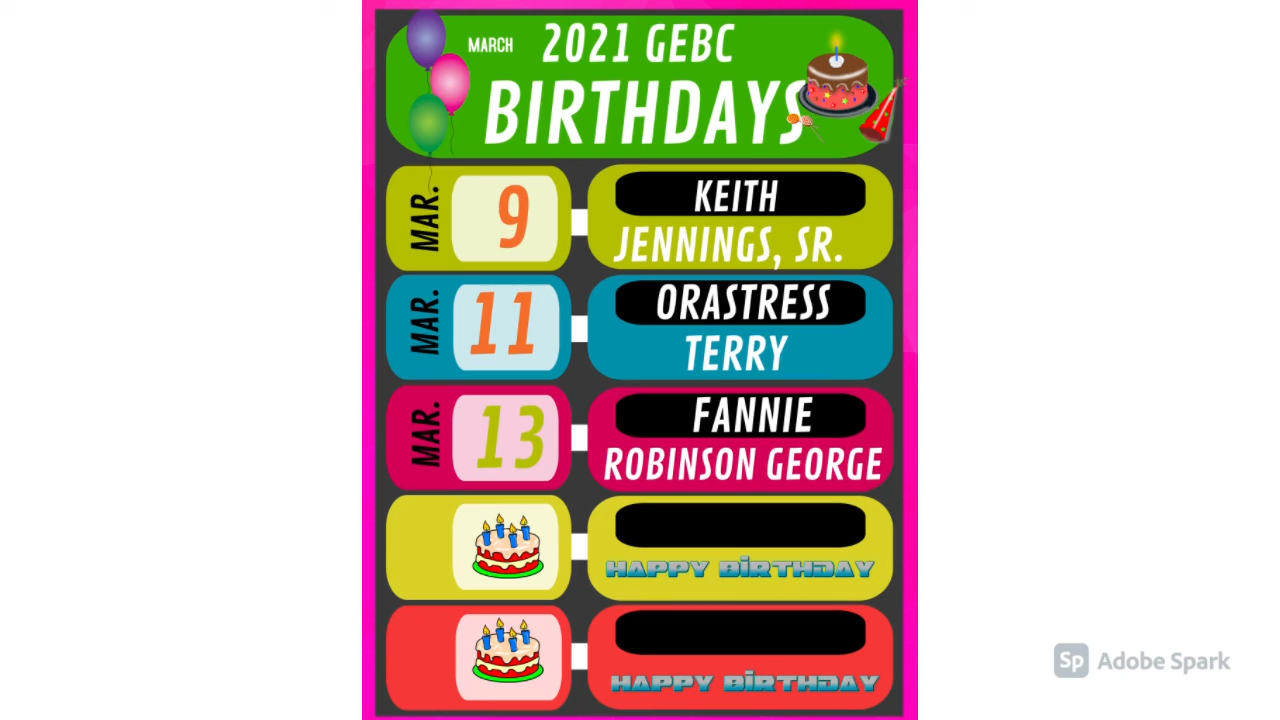 MARCH
2021 GEBC
BIRTHDAYS
MAR.
9
KEITH
JENNINGS, SR.
MAR.
11
ORASTRESS
TERRY
MAR.
13
FANNIE
ROBINSON GEORGE
HAPPY BIRTHDAY
HAPPY BIRTHDAY
Sp Adobe Spark